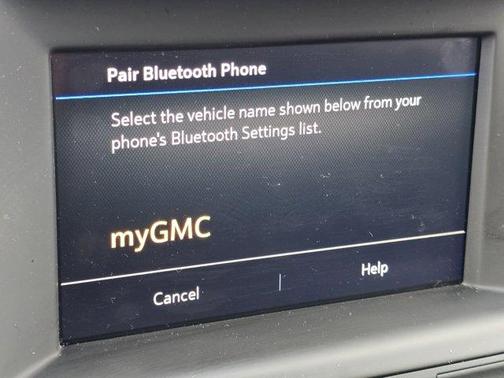 Pair Bluetooth Phone
Select the vehicle name shown below from your
phone's Bluetooth Settings list.
myGMC
Cancel
Help